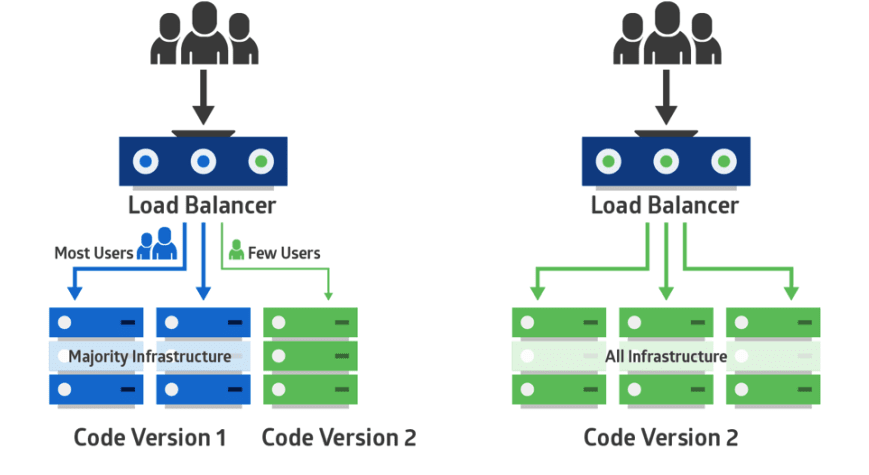 Load Balancer
Most Users
Few Users
Majority Infrastructure
Code Version 1
Code Version 2
Load Balancer
All Infrastructure
Code Version 2